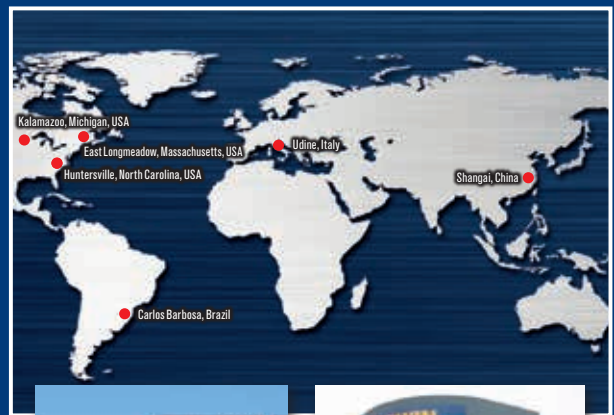 Kalamazoo, Michigan, USA
East Longmeadow, Massachusetts, USA
Huntersville, North Carolina, USA
Udine, Italy
Shangai, China
Carlos Barbosa, Brazil